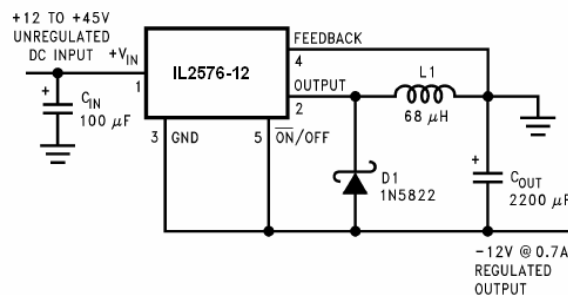 +12 TO +45V
UNREGULATED
DC INPUT
+VIN
1
CIN
100 μF
IL2576-12
3 GND
5 ON/OFF
FEEDBACK
4
OUTPUT
2
L1
68 μH
D1
1N5822
COUT
2200 μF
-12V @ 0.7A
REGULATED
OUTPUT